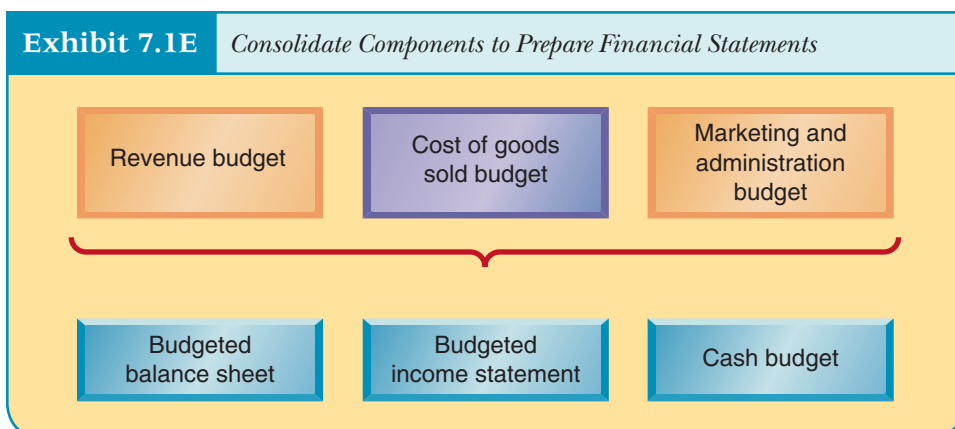 Exhibit 7.1E
Consolidate Components to Prepare Financial Statements
Revenue budget
Cost of goods
sold budget
Marketing and
administration
budget
Budgeted
balance sheet
Budgeted
income statement
Cash budget